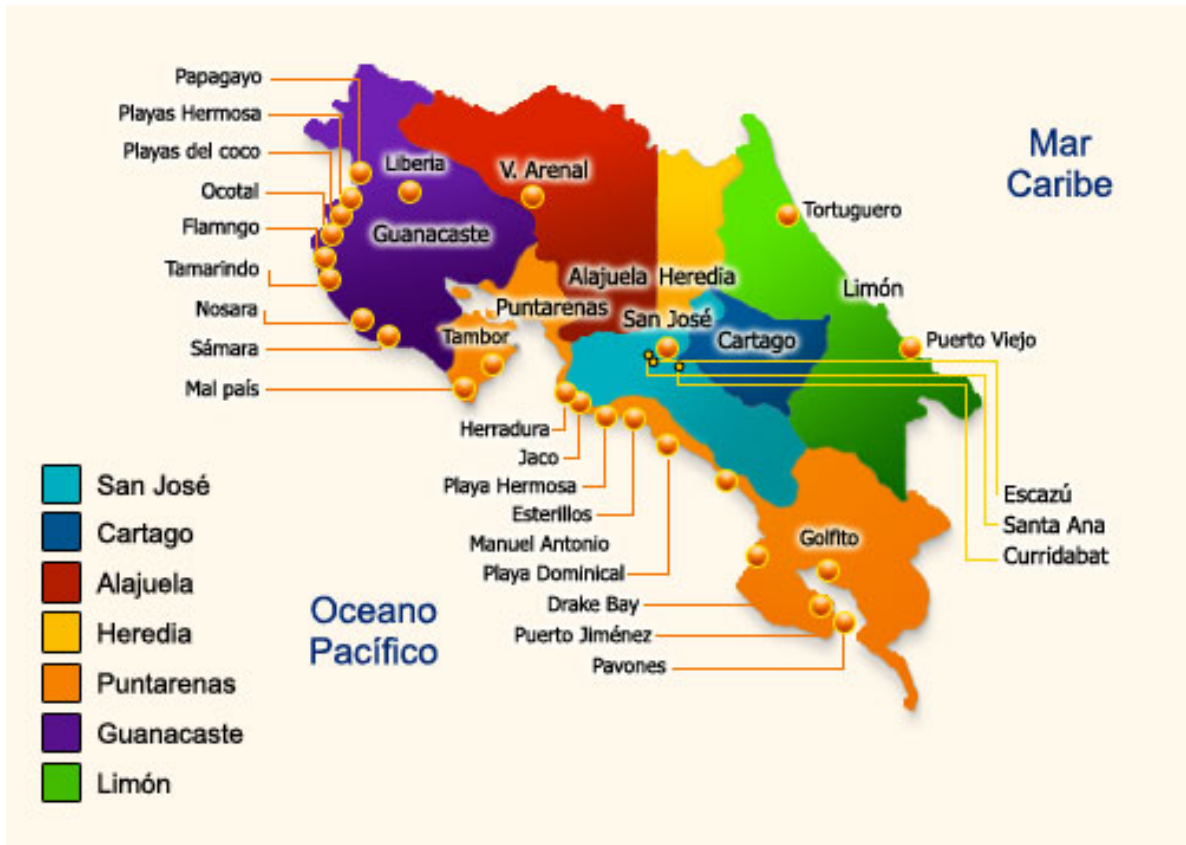 Papagayo
Playas Hermosa
Playas del coco
Ocotal
Flamngo
Tamarindo
Nosara
Sámara
Mal país
Liberia
V. Arenal
Guanacaste
Alajuela
Heredia
Puntarenas
Tambor
San José
Cartago
Limón
Tortuguero
Puerto Viejo
Mar
Caribe
Herradura
Jaco
Playa Hermosa
Esterillos
Manuel Antonio
Playa Dominical
Drake Bay
Puerto Jiménez
Pavones
Golfito
Escazú
Santa Ana
Curridabat
Oceano
Pacífico
San José
Cartago
Alajuela
Heredia
Puntarenas
Guanacaste
Limón